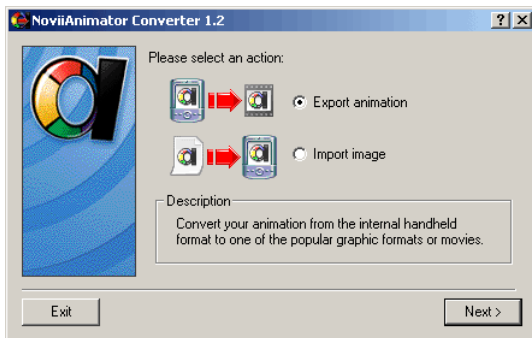 NoviiAnimator Converter 1.2
Please select an action:
Export animation
Import image
Description
Convert your animation from the internal handheld
format to one of the popular graphic formats or movies.
Exit
Next >